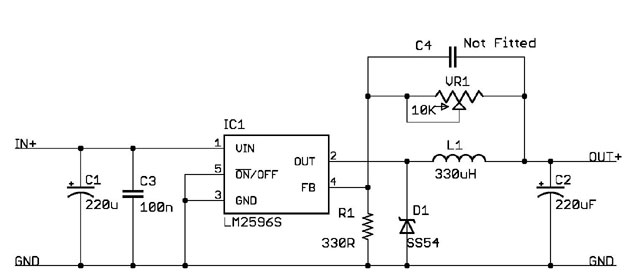 C4 Not Fitted
VR1
10K
IC1
IN+ 1 VIN
L1
OUT 2 OUT+
330uH
C1 C3 5 ON/OFF
FB 4 C2
220u 100n 3 GND 220uF
R1 D1
LM2596S
330R SS54
GND GND